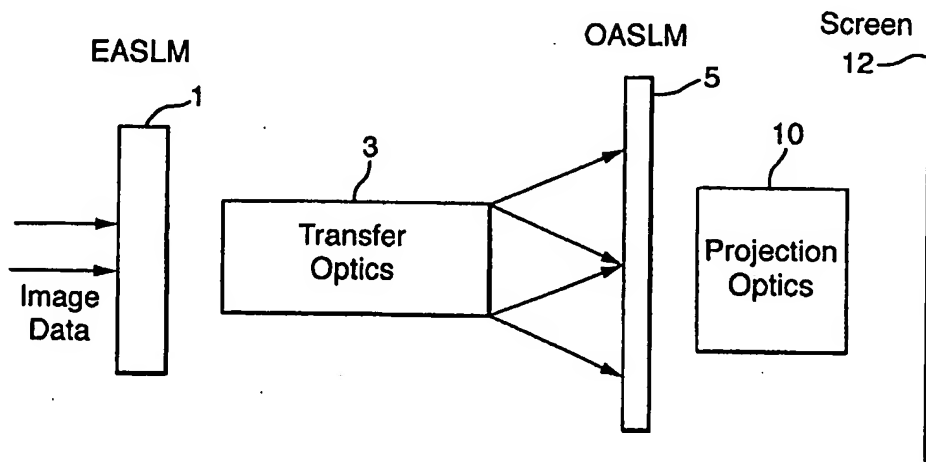 EASLM
1
Image
Data
3
Transfer
Optics
OASLM
5
10
Projection
Optics
Screen
12